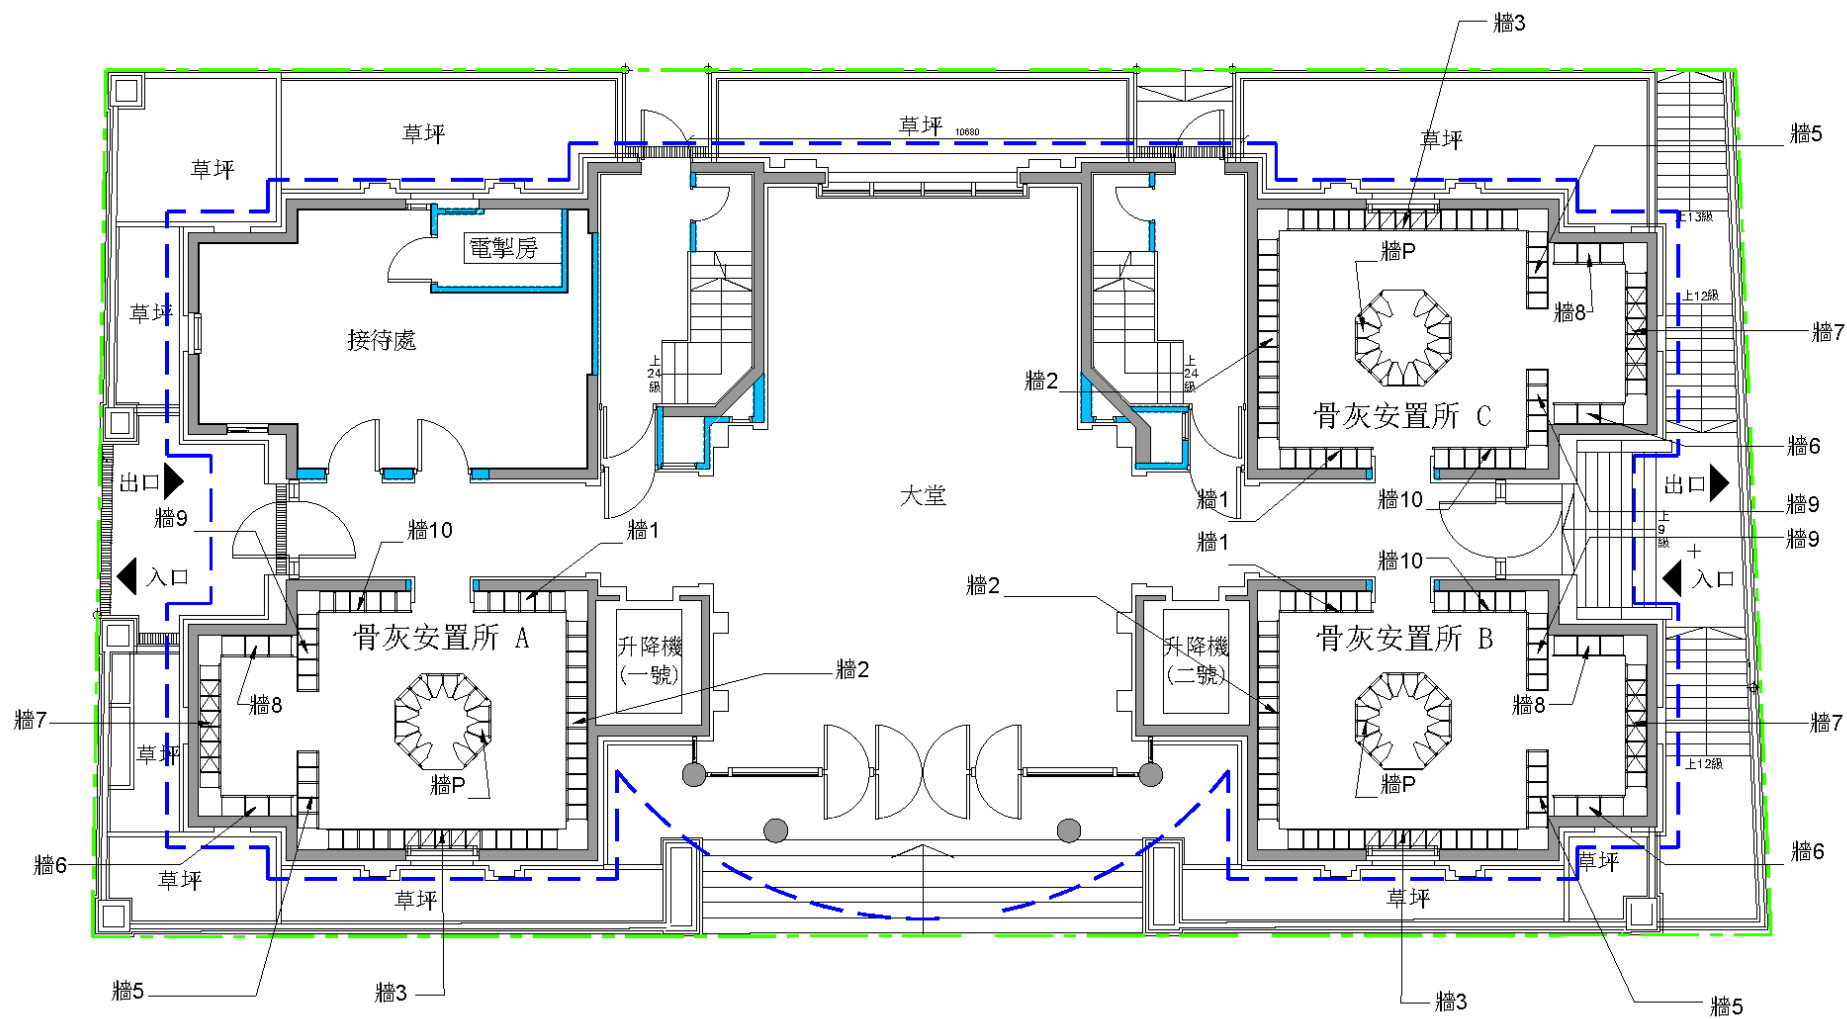 牆3
草坪
草坪
10680
草坪
牆5
草坪
上13級
電掣房
牆P
草坪
上12級
牆8
牆7
接待處
上
24
級
上
24
級
牆2
骨灰安置所 C
牆6
出口
大堂
出口
牆9
牆10
牆1
牆1
牆10
牆9
上
9
級
牆1
牆9
入口
牆10
入口
牆2
骨灰安置所 A
升降機
(一號)
升降機
(二號)
骨灰安置所 B
牆2
牆8
牆8
牆7
牆7
草坪
牆P
牆P
上12級
牆6
草坪
草坪
草坪
草坪
牆6
牆5
牆3
牆3
牆5